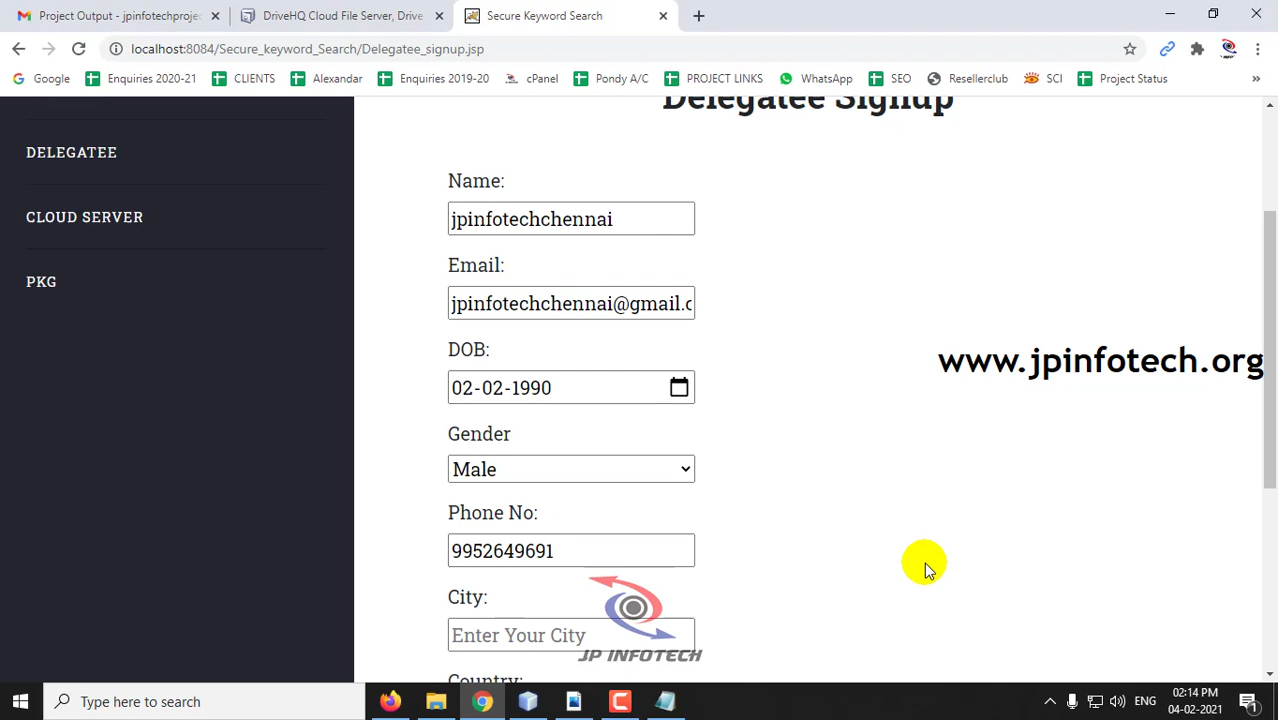 Project Output - jpinfotechproje
DriveHQ Cloud File Server, Drive
Secure Keyword Search
localhost:8084/Secure_keyword_Search/Delegatee_signup.jsp
Google
Enquiries 2020-21
CLIENTS
Alexandar
Enquiries 2019-20
cPanel
Pondy A/C
PROJECT LINKS
WhatsApp
SEO
Resellerclub
SCI
Project Status
»
Delegatee Signup
DELEGATEE
CLOUD SERVER
PKG
Name:
jpinfotechchennai
Email:
jpinfotechchennai@gmail.c
DOB:
02-02-1990
Gender
Male
Phone No:
9952649691
City:
Enter Your City
Country:
www.jpinfotech.org
JP INFOTECH
Type here to search
ENG
02:14 PM
04-02-2021
1